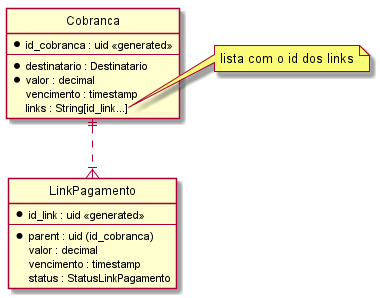 Cobranca
id_cobranca : uid «generated»
destinatario : Destinatario
valor : decimal
vencimento : timestamp
links : String[id_link...]
lista com o id dos links
LinkPagamento
id_link : uid «generated»
parent : uid (id_cobranca)
valor : decimal
vencimento : timestamp
status : StatusLinkPagamento